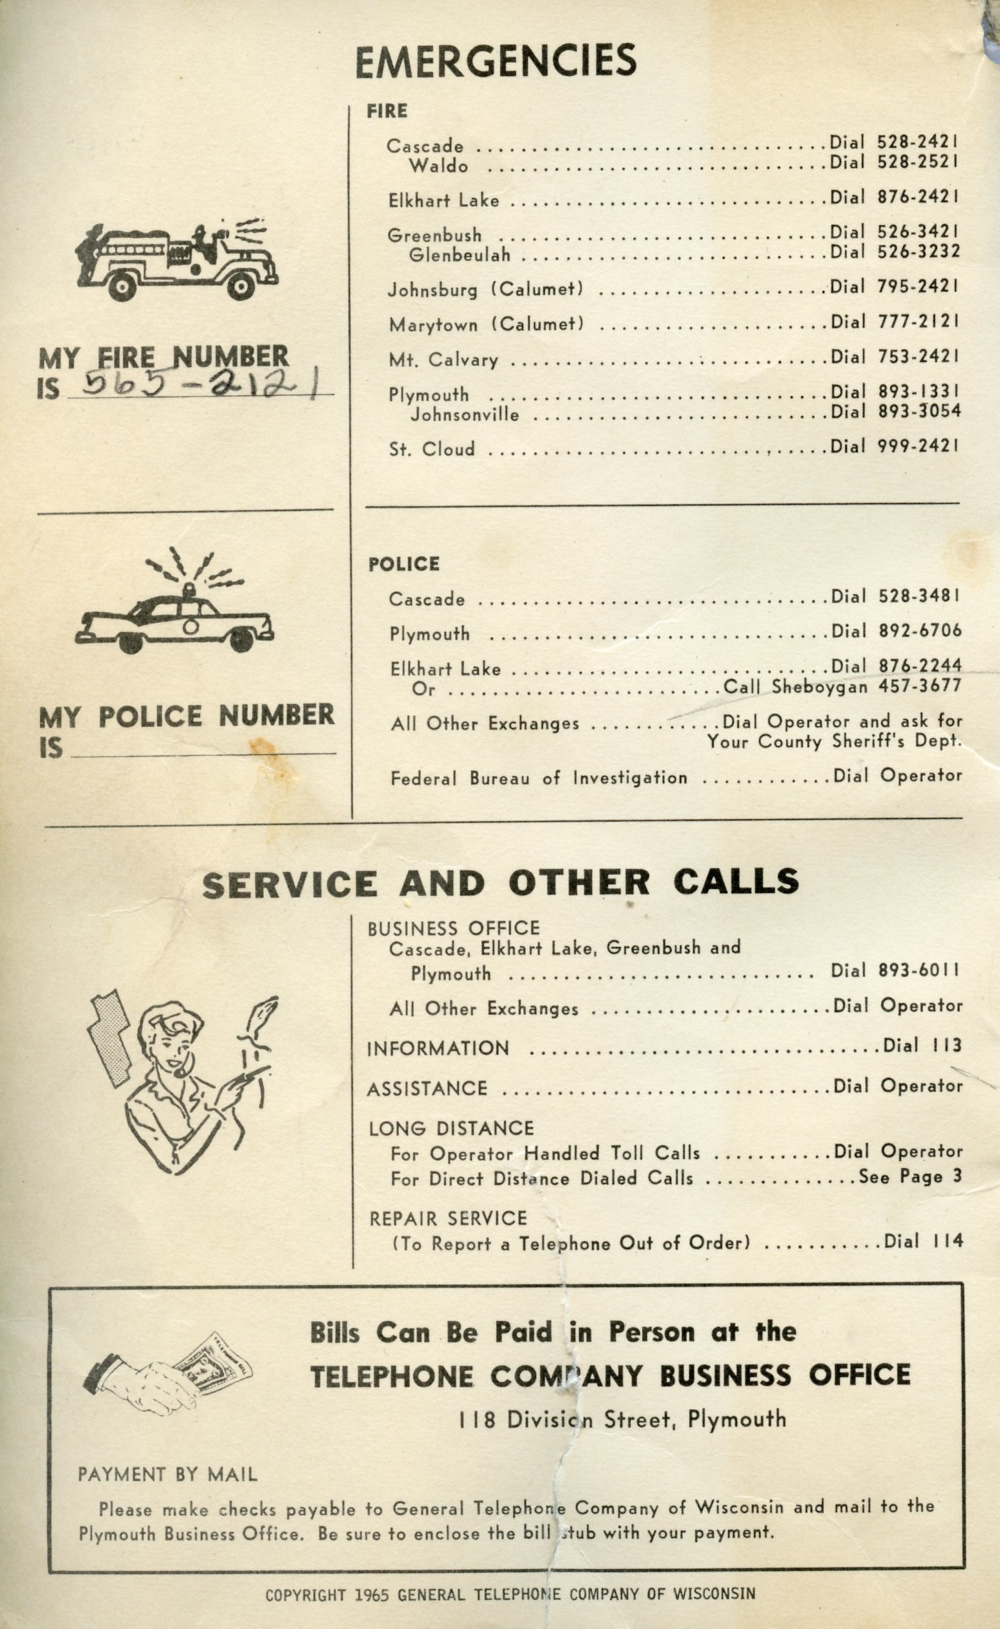 EMERGENCIES
FIRE
Cascade ................................Dial 528-2421
Waldo ...............................Dial 528-2521
Elkhart Lake .............................Dial 876-2421
Greenbush ..............................Dial 526-3421
Glenbeulah ............................Dial 526-3232
Johnsburg (Calumet) .....................Dial 795-2421
Marytown (Calumet) .....................Dial 777-2121
Mt. Calvary .............................Dial 753-2421
Plymouth ...............................Dial 893-1331
Johnsonville ...........................Dial 893-3054
St. Cloud ...............................Dial 999-2421
MY FIRE NUMBER
IS 565-2121
POLICE
Cascade ................................Dial 528-3481
Plymouth ...............................Dial 892-6706
Elkhart Lake .............................Dial 876-2244
Or .........................Call Sheboygan 457-3677
All Other Exchanges ............Dial Operator and ask for
Your County Sheriff's Dept.
Federal Bureau of Investigation ............Dial Operator
MY POLICE NUMBER
IS
SERVICE AND OTHER CALLS
BUSINESS OFFICE
Cascade, Elkhart Lake, Greenbush and
Plymouth ............................ Dial 893-6011
All Other Exchanges ......................Dial Operator
INFORMATION ................................Dial 113
ASSISTANCE ..............................Dial Operator
LONG DISTANCE
For Operator Handled Toll Calls ...........Dial Operator
For Direct Distance Dialed Calls ..............See Page 3
REPAIR SERVICE
(To Report a Telephone Out of Order) ...........Dial 114
Bills Can Be Paid in Person at the
TELEPHONE COMPANY BUSINESS OFFICE
118 Division Street, Plymouth
PAYMENT BY MAIL
Please make checks payable to General Telephone Company of Wisconsin and mail to the
Plymouth Business Office. Be sure to enclose the bill stub with your payment.
COPYRIGHT 1965 GENERAL TELEPHONE COMPANY OF WISCONSIN